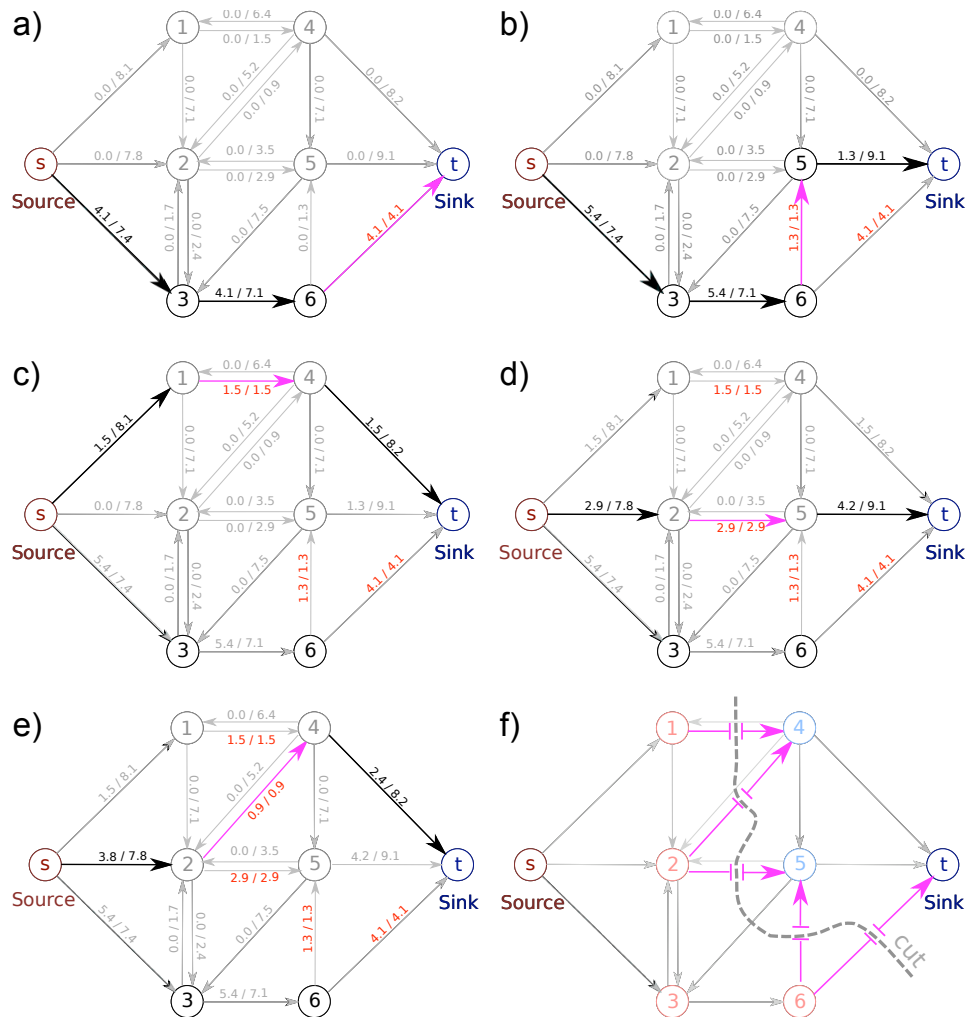 a)
0.0 / 6.4
1
4
0.0 / 1.5
0.0 / 8.1
0.0 / 7.1
0.0 / 5.2
0.0 / 0.9
0.0 / 7.1
0.0 / 8.2
s
0.0 / 7.8
2
0.0 / 3.5
5
0.0 / 9.1
t
0.0 / 2.9
Source
Sink
4.1 / 7.4
0.0 / 1.7
0.0 / 2.4
0.0 / 7.5
0.0 / 1.3
4.1 / 4.1
3
4.1 / 7.1
6
b)
0.0 / 6.4
1
4
0.0 / 1.5
0.0 / 8.1
0.0 / 7.1
0.0 / 5.2
0.0 / 0.9
0.0 / 7.1
0.0 / 8.2
s
0.0 / 7.8
2
0.0 / 3.5
5
1.3 / 9.1
t
0.0 / 2.9
Source
Sink
5.4 / 7.4
0.0 / 1.7
0.0 / 2.4
0.0 / 7.5
1.3 / 1.3
4.1 / 4.1
3
5.4 / 7.1
6
c)
0.0 / 6.4
1
4
1.5 / 1.5
1.5 / 8.1
0.0 / 7.1
0.0 / 5.2
0.0 / 0.9
0.0 / 7.1
1.5 / 8.2
s
0.0 / 7.8
2
0.0 / 3.5
5
1.3 / 9.1
t
0.0 / 2.9
Source
Sink
5.4 / 7.4
0.0 / 1.7
0.0 / 2.4
0.0 / 7.5
1.3 / 1.3
4.1 / 4.1
3
5.4 / 7.1
6
d)
0.0 / 6.4
1
4
1.5 / 1.5
1.5 / 8.1
0.0 / 7.1
0.0 / 5.2
0.0 / 0.9
0.0 / 7.1
1.5 / 8.2
s
2.9 / 7.8
2
0.0 / 3.5
5
4.2 / 9.1
t
2.9 / 2.9
Source
Sink
5.4 / 7.4
0.0 / 1.7
0.0 / 2.4
0.0 / 7.5
1.3 / 1.3
4.1 / 4.1
3
5.4 / 7.1
6
e)
0.0 / 6.4
1
4
1.5 / 1.5
1.5 / 8.1
0.0 / 7.1
0.0 / 5.2
0.9 / 0.9
0.0 / 7.1
2.4 / 8.2
s
3.8 / 7.8
2
0.0 / 3.5
5
4.2 / 9.1
t
2.9 / 2.9
Source
Sink
5.4 / 7.4
0.0 / 1.7
0.0 / 2.4
0.0 / 7.5
1.3 / 1.3
4.1 / 4.1
3
5.4 / 7.1
6
f)
1
4
s
2
5
t
Source
Sink
cut
3
6